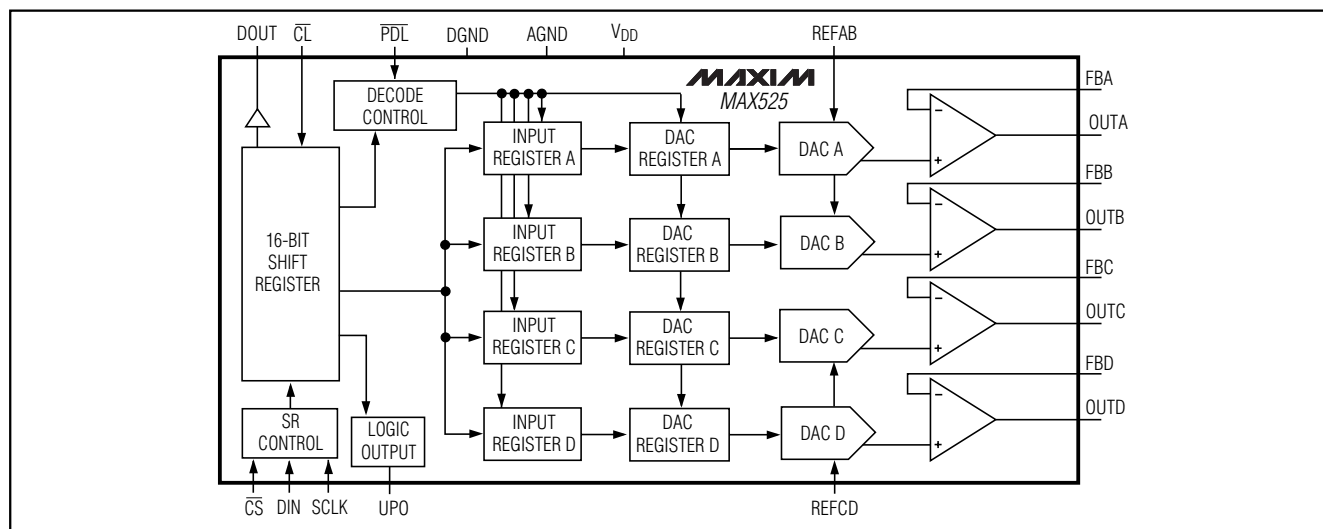 DOUT
CL
PDL
DGND
AGND
VDD
REFAB
MAXIM
MAX525
FBA
OUTA
FBB
OUTB
FBC
OUTC
FBD
OUTD
DECODE
CONTROL
16-BIT
SHIFT
REGISTER
INPUT
REGISTER A
DAC
REGISTER A
DAC A
-
+
INPUT
REGISTER B
DAC
REGISTER B
DAC B
-
+
INPUT
REGISTER C
DAC
REGISTER C
DAC C
-
+
INPUT
REGISTER D
DAC
REGISTER D
DAC D
-
+
SR
CONTROL
LOGIC
OUTPUT
CS
DIN
SCLK
UPO
REFCD